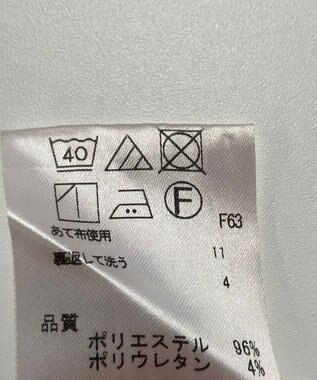 40
F
F63
あて布使用
11
裏返して洗う
4
品質
ポリエステル 96%
ポリウレタン 4%